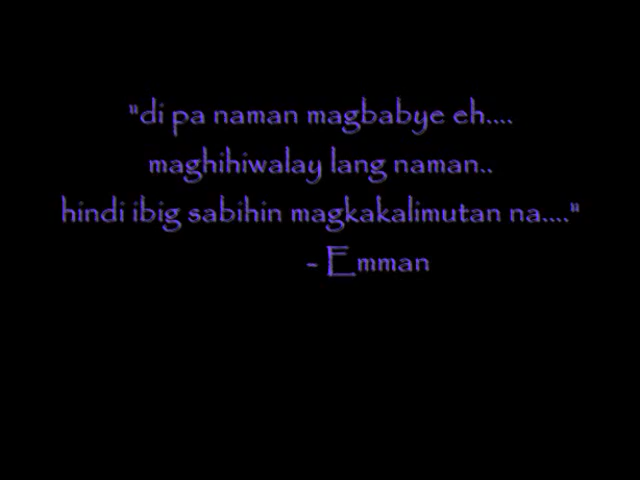 "di pa naman magbabye eh....
maghihiwalay lang naman..
hindi ibig sabihin magkakalimutan na...."
- Emman